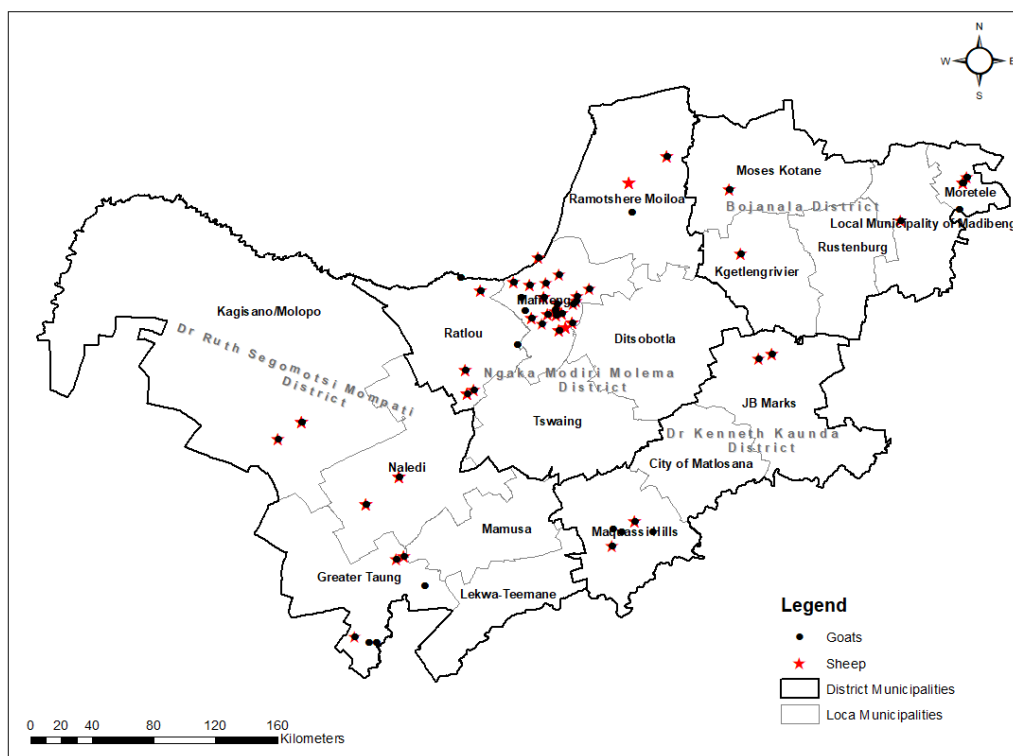 N
W E
S
Moses Kotane
Moretele
Ramotshere Moiloa
Bojanala District
Local Municipality of Madibeng
Rustenburg
Kgetlengrivier
Mafikeng
Kagisano/Molopo
Ratlou
Ditsobotla
Dr Ruth Segomotsi Mompati
District
Ngaka Modiri Molema
District
JB Marks
Tswaing
Dr Kenneth Kaunda
District
City of Matlosana
Naledi
Mamusa
Maquassi Hills
Greater Taung
Lekwa-Teemane
Legend
Goats
Sheep
District Municipalities
Loca Municipalities
0 20 40 80 120 160
Kilometers